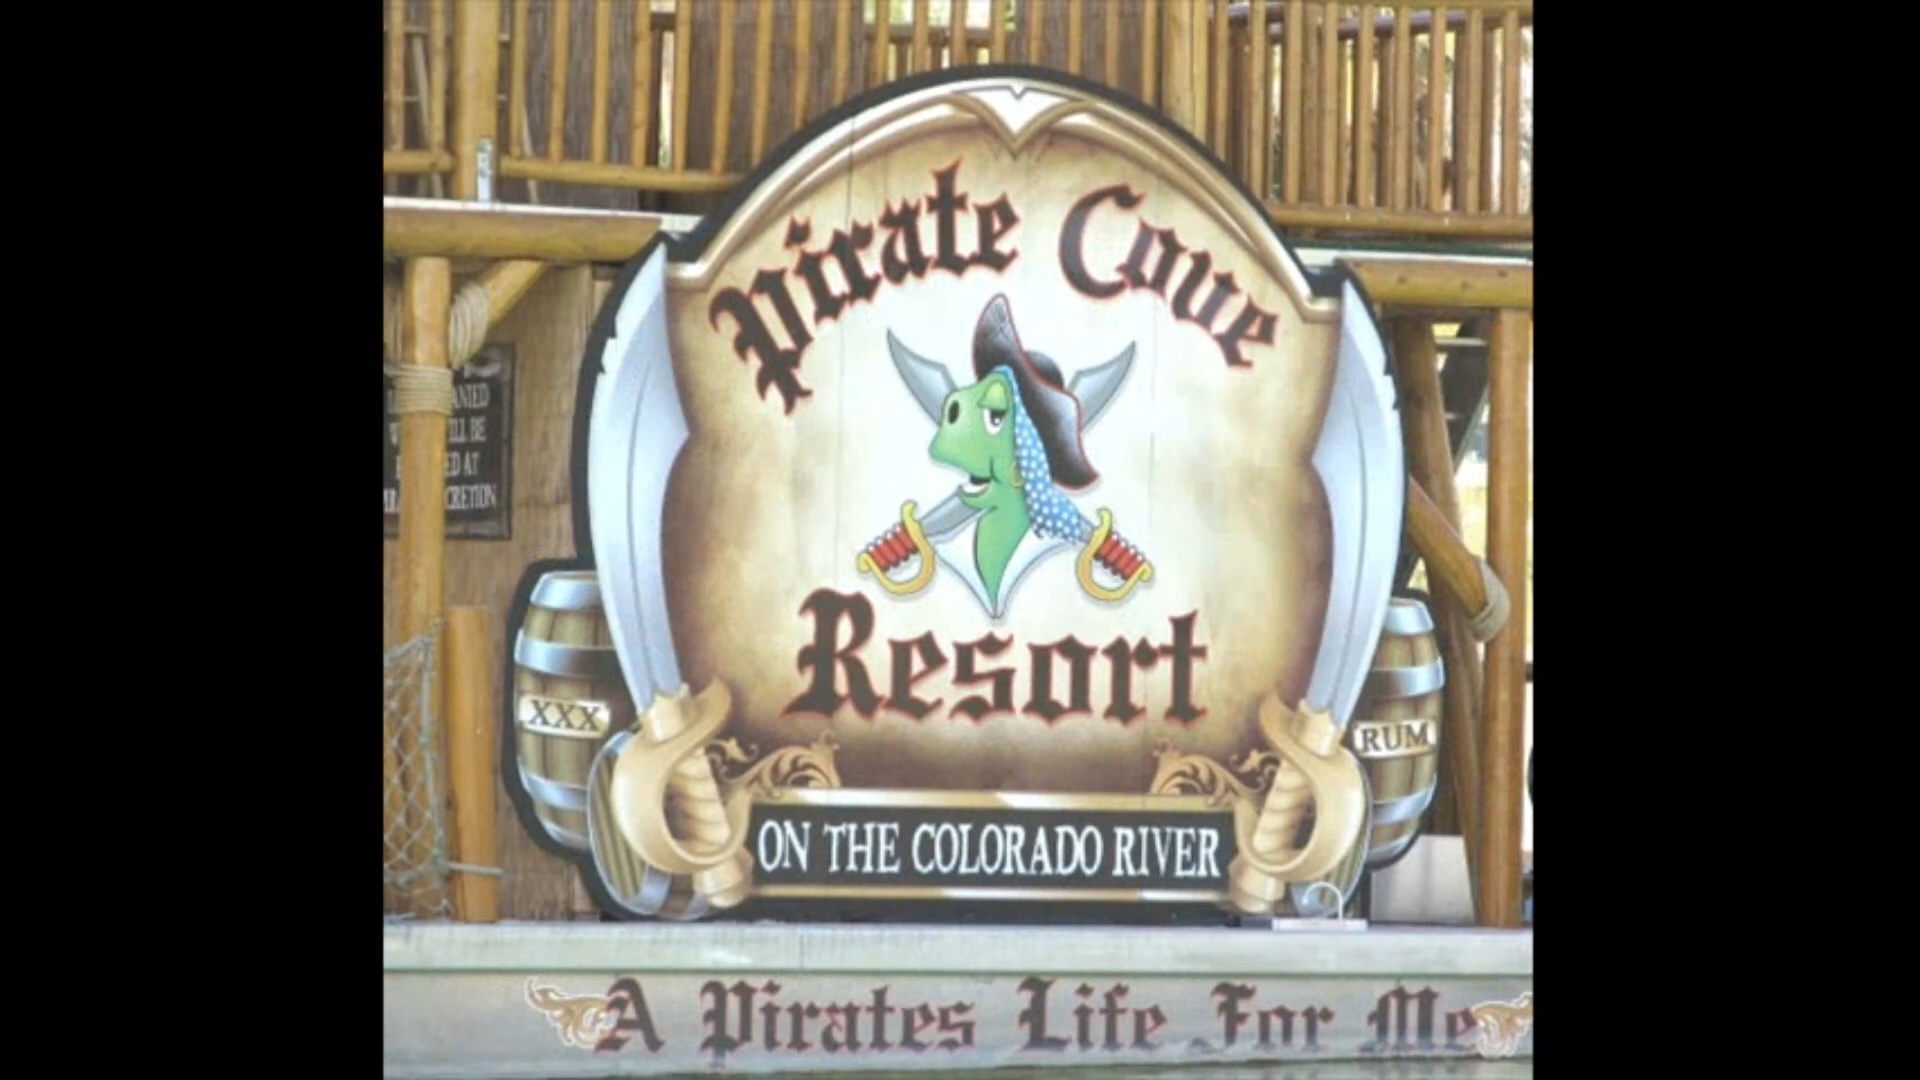 Pirate Cove
Resort
XXX
RUM
ON THE COLORADO RIVER
A Pirates Life For Me